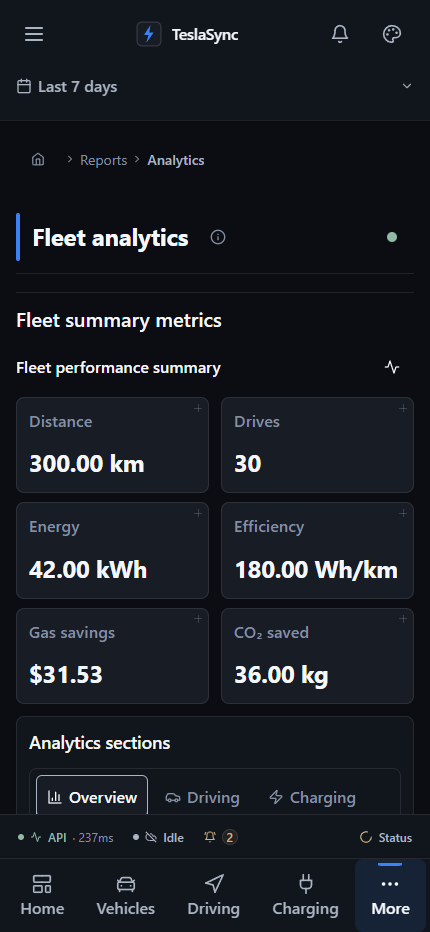 TeslaSync
Last 7 days
Reports > Analytics
Fleet analytics
Fleet summary metrics
Fleet performance summary
Distance
300.00 km
Drives
30
Energy
42.00 kWh
Efficiency
180.00 Wh/km
Gas savings
$31.53
CO₂ saved
36.00 kg
Analytics sections
Overview Driving Charging
API · 237ms Idle 2 Status
Home Vehicles Driving Charging More